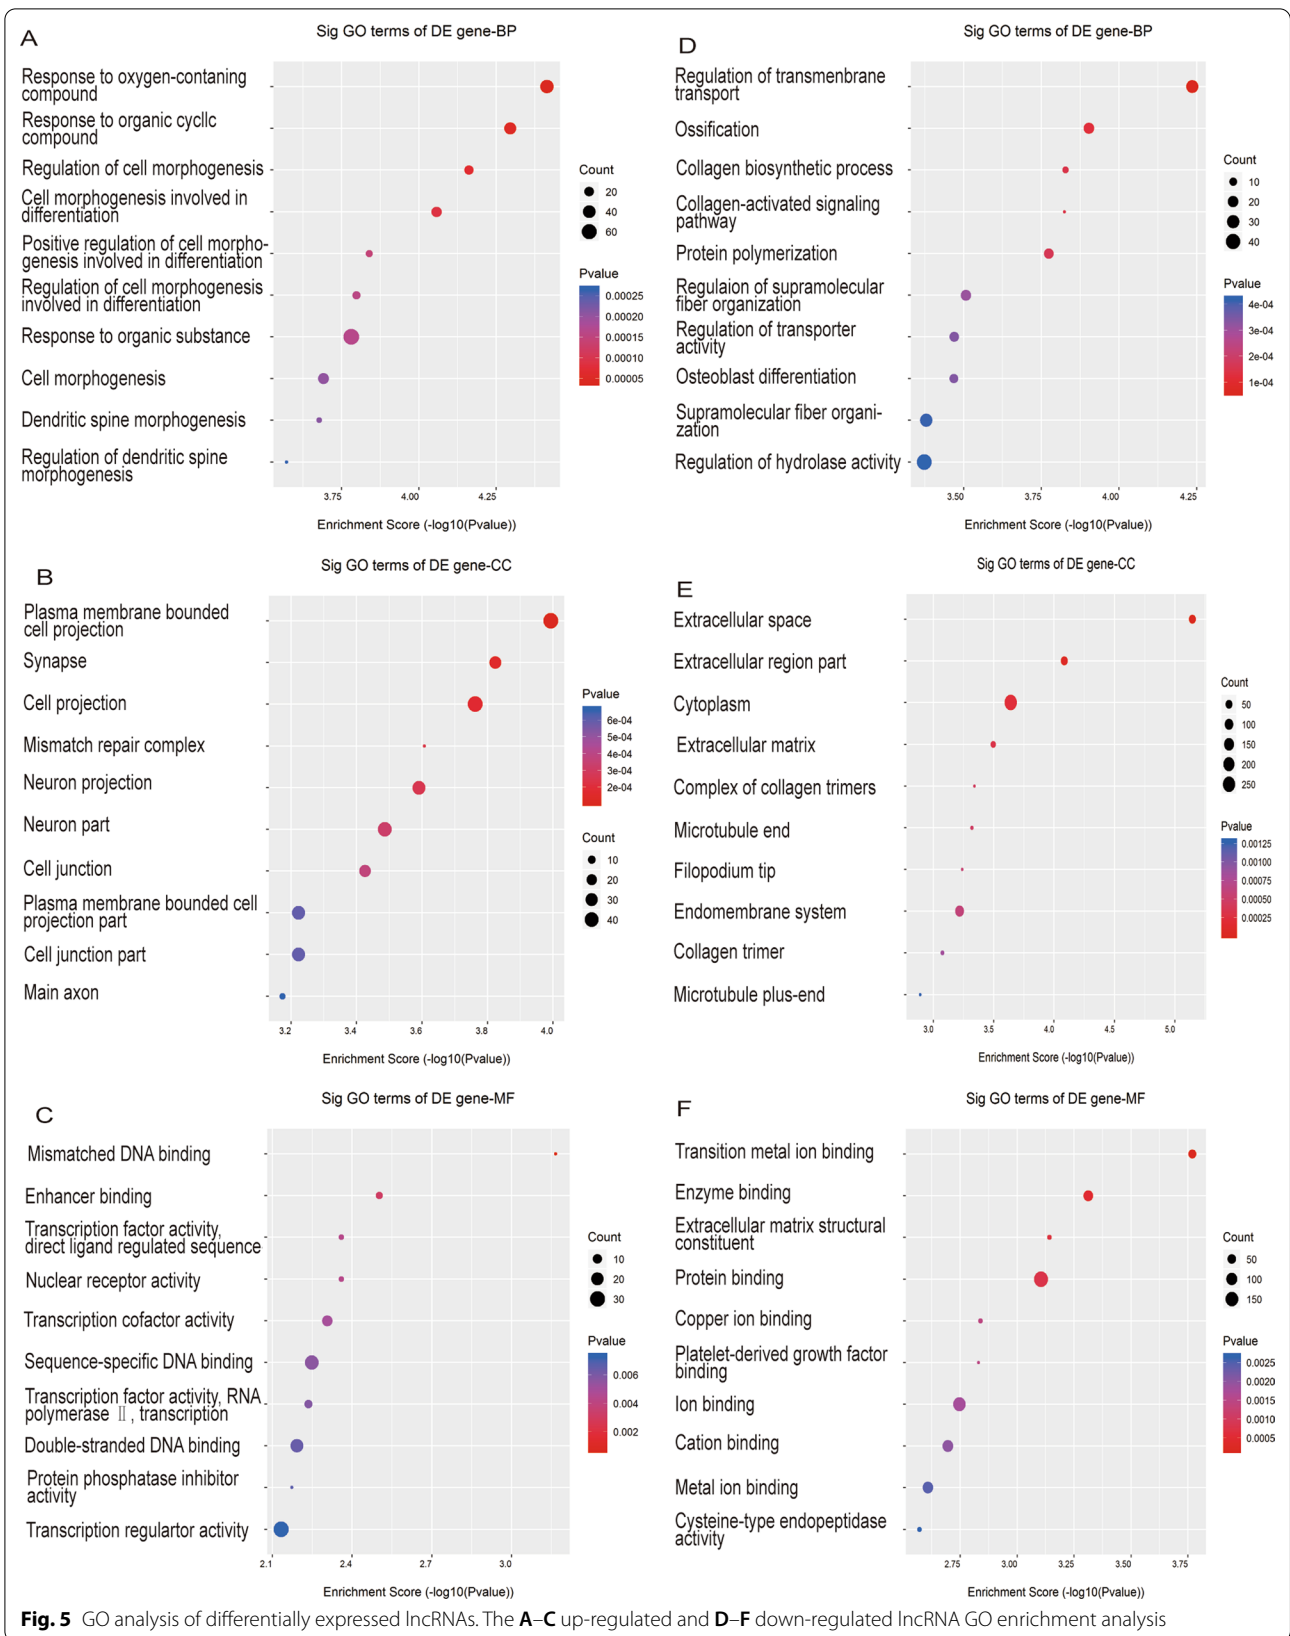 A
Sig GO terms of DE gene-BP
Response to oxygen-contaning
compound
Response to organic cycllc
compound
Regulation of cell morphogenesis
Cell morphogenesis involved in
differentiation
Positive regulation of cell morpho-
genesis involved in differentiation
Regulation of cell morphogenesis
involved in differentiation
Response to organic substance
Cell morphogenesis
Dendritic spine morphogenesis
Regulation of dendritic spine
morphogenesis
3.75 4.00 4.25
Enrichment Score (-log10(Pvalue))
Count
20
40
60
Pvalue
0.00025
0.00020
0.00015
0.00010
0.00005
D
Sig GO terms of DE gene-BP
Regulation of transmenbrane
transport
Ossification
Collagen biosynthetic process
Collagen-activated signaling
pathway
Protein polymerization
Regulaion of supramolecular
fiber organization
Regulation of transporter
activity
Osteoblast differentiation
Supramolecular fiber organi-
zation
Regulation of hydrolase activity
3.50 3.75 4.00 4.25
Enrichment Score (-log10(Pvalue))
Count
10
20
30
40
Pvalue
4e-04
3e-04
2e-04
1e-04
B
Sig GO terms of DE gene-CC
Plasma membrane bounded
cell projection
Synapse
Cell projection
Mismatch repair complex
Neuron projection
Neuron part
Cell junction
Plasma membrane bounded cell
projection part
Cell junction part
Main axon
3.2 3.4 3.6 3.8 4.0
Enrichment Score (-log10(Pvalue))
Pvalue
6e-04
5e-04
4e-04
3e-04
2e-04
Count
10
20
30
40
E
Sig GO terms of DE gene-CC
Extracellular space
Extracellular region part
Cytoplasm
Extracellular matrix
Complex of collagen trimers
Microtubule end
Filopodium tip
Endomembrane system
Collagen trimer
Microtubule plus-end
3.0 3.5 4.0 4.5 5.0
Enrichment Score (-log10(Pvalue))
Count
50
100
150
200
250
Pvalue
0.00125
0.00100
0.00075
0.00050
0.00025
C
Sig GO terms of DE gene-MF
Mismatched DNA binding
Enhancer binding
Transcription factor activity,
direct ligand regulated sequence
Nuclear receptor activity
Transcription cofactor activity
Sequence-specific DNA binding
Transcription factor activity, RNA
polymerase Ⅱ, transcription
Double-stranded DNA binding
Protein phosphatase inhibitor
activity
Transcription regulartor activity
2.1 2.4 2.7 3.0
Enrichment Score (-log10(Pvalue))
Count
10
20
30
Pvalue
0.006
0.004
0.002
F
Sig GO terms of DE gene-MF
Transition metal ion binding
Enzyme binding
Extracellular matrix structural
constituent
Protein binding
Copper ion binding
Platelet-derived growth factor
binding
Ion binding
Cation binding
Metal ion binding
Cysteine-type endopeptidase
activity
2.75 3.00 3.25 3.50 3.75
Enrichment Score (-log10(Pvalue))
Count
50
100
150
Pvalue
0.0025
0.0020
0.0015
0.0010
0.0005
Fig. 5 GO analysis of differentially expressed lncRNAs. The A–C up-regulated and D–F down-regulated lncRNA GO enrichment analysis